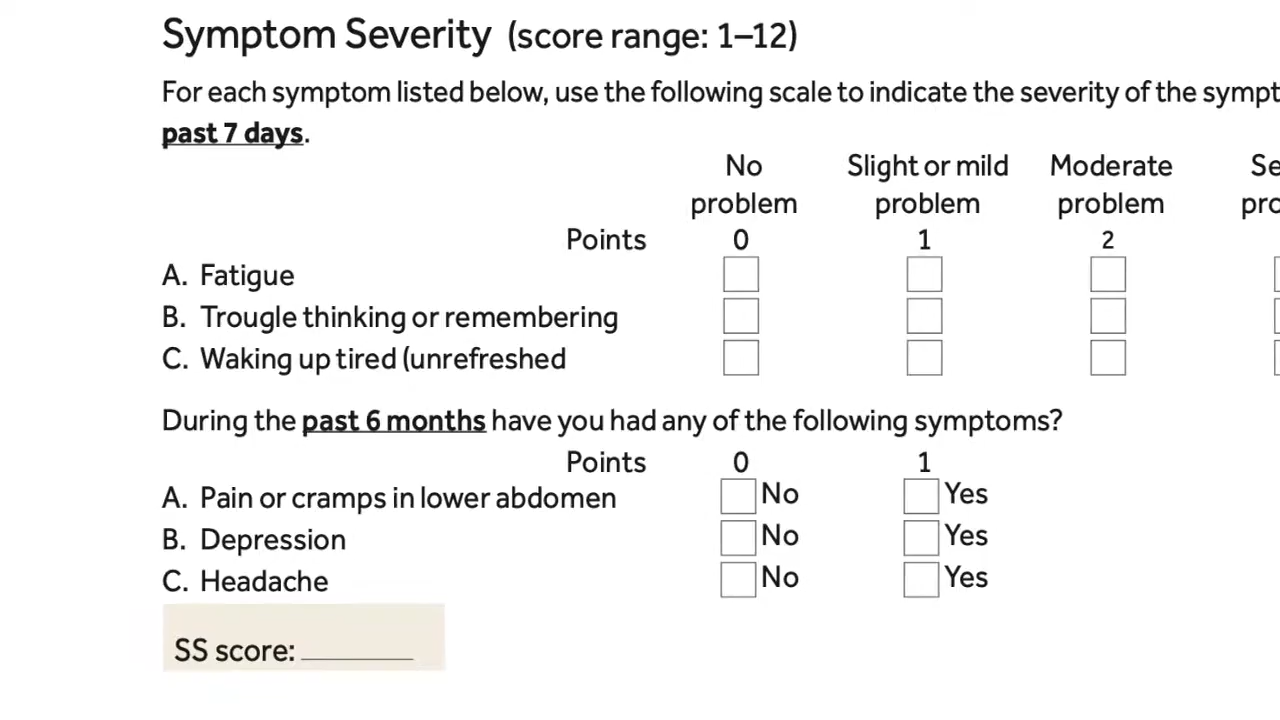 Symptom Severity (score range: 1–12)
For each symptom listed below, use the following scale to indicate the severity of the sympt
past 7 days.
No Slight or mild Moderate Se
problem problem problem pro
Points 0 1 2
A. Fatigue
B. Trougle thinking or remembering
C. Waking up tired (unrefreshed
During the past 6 months have you had any of the following symptoms?
Points 0 1
A. Pain or cramps in lower abdomen No Yes
B. Depression No Yes
C. Headache No Yes
SS score: